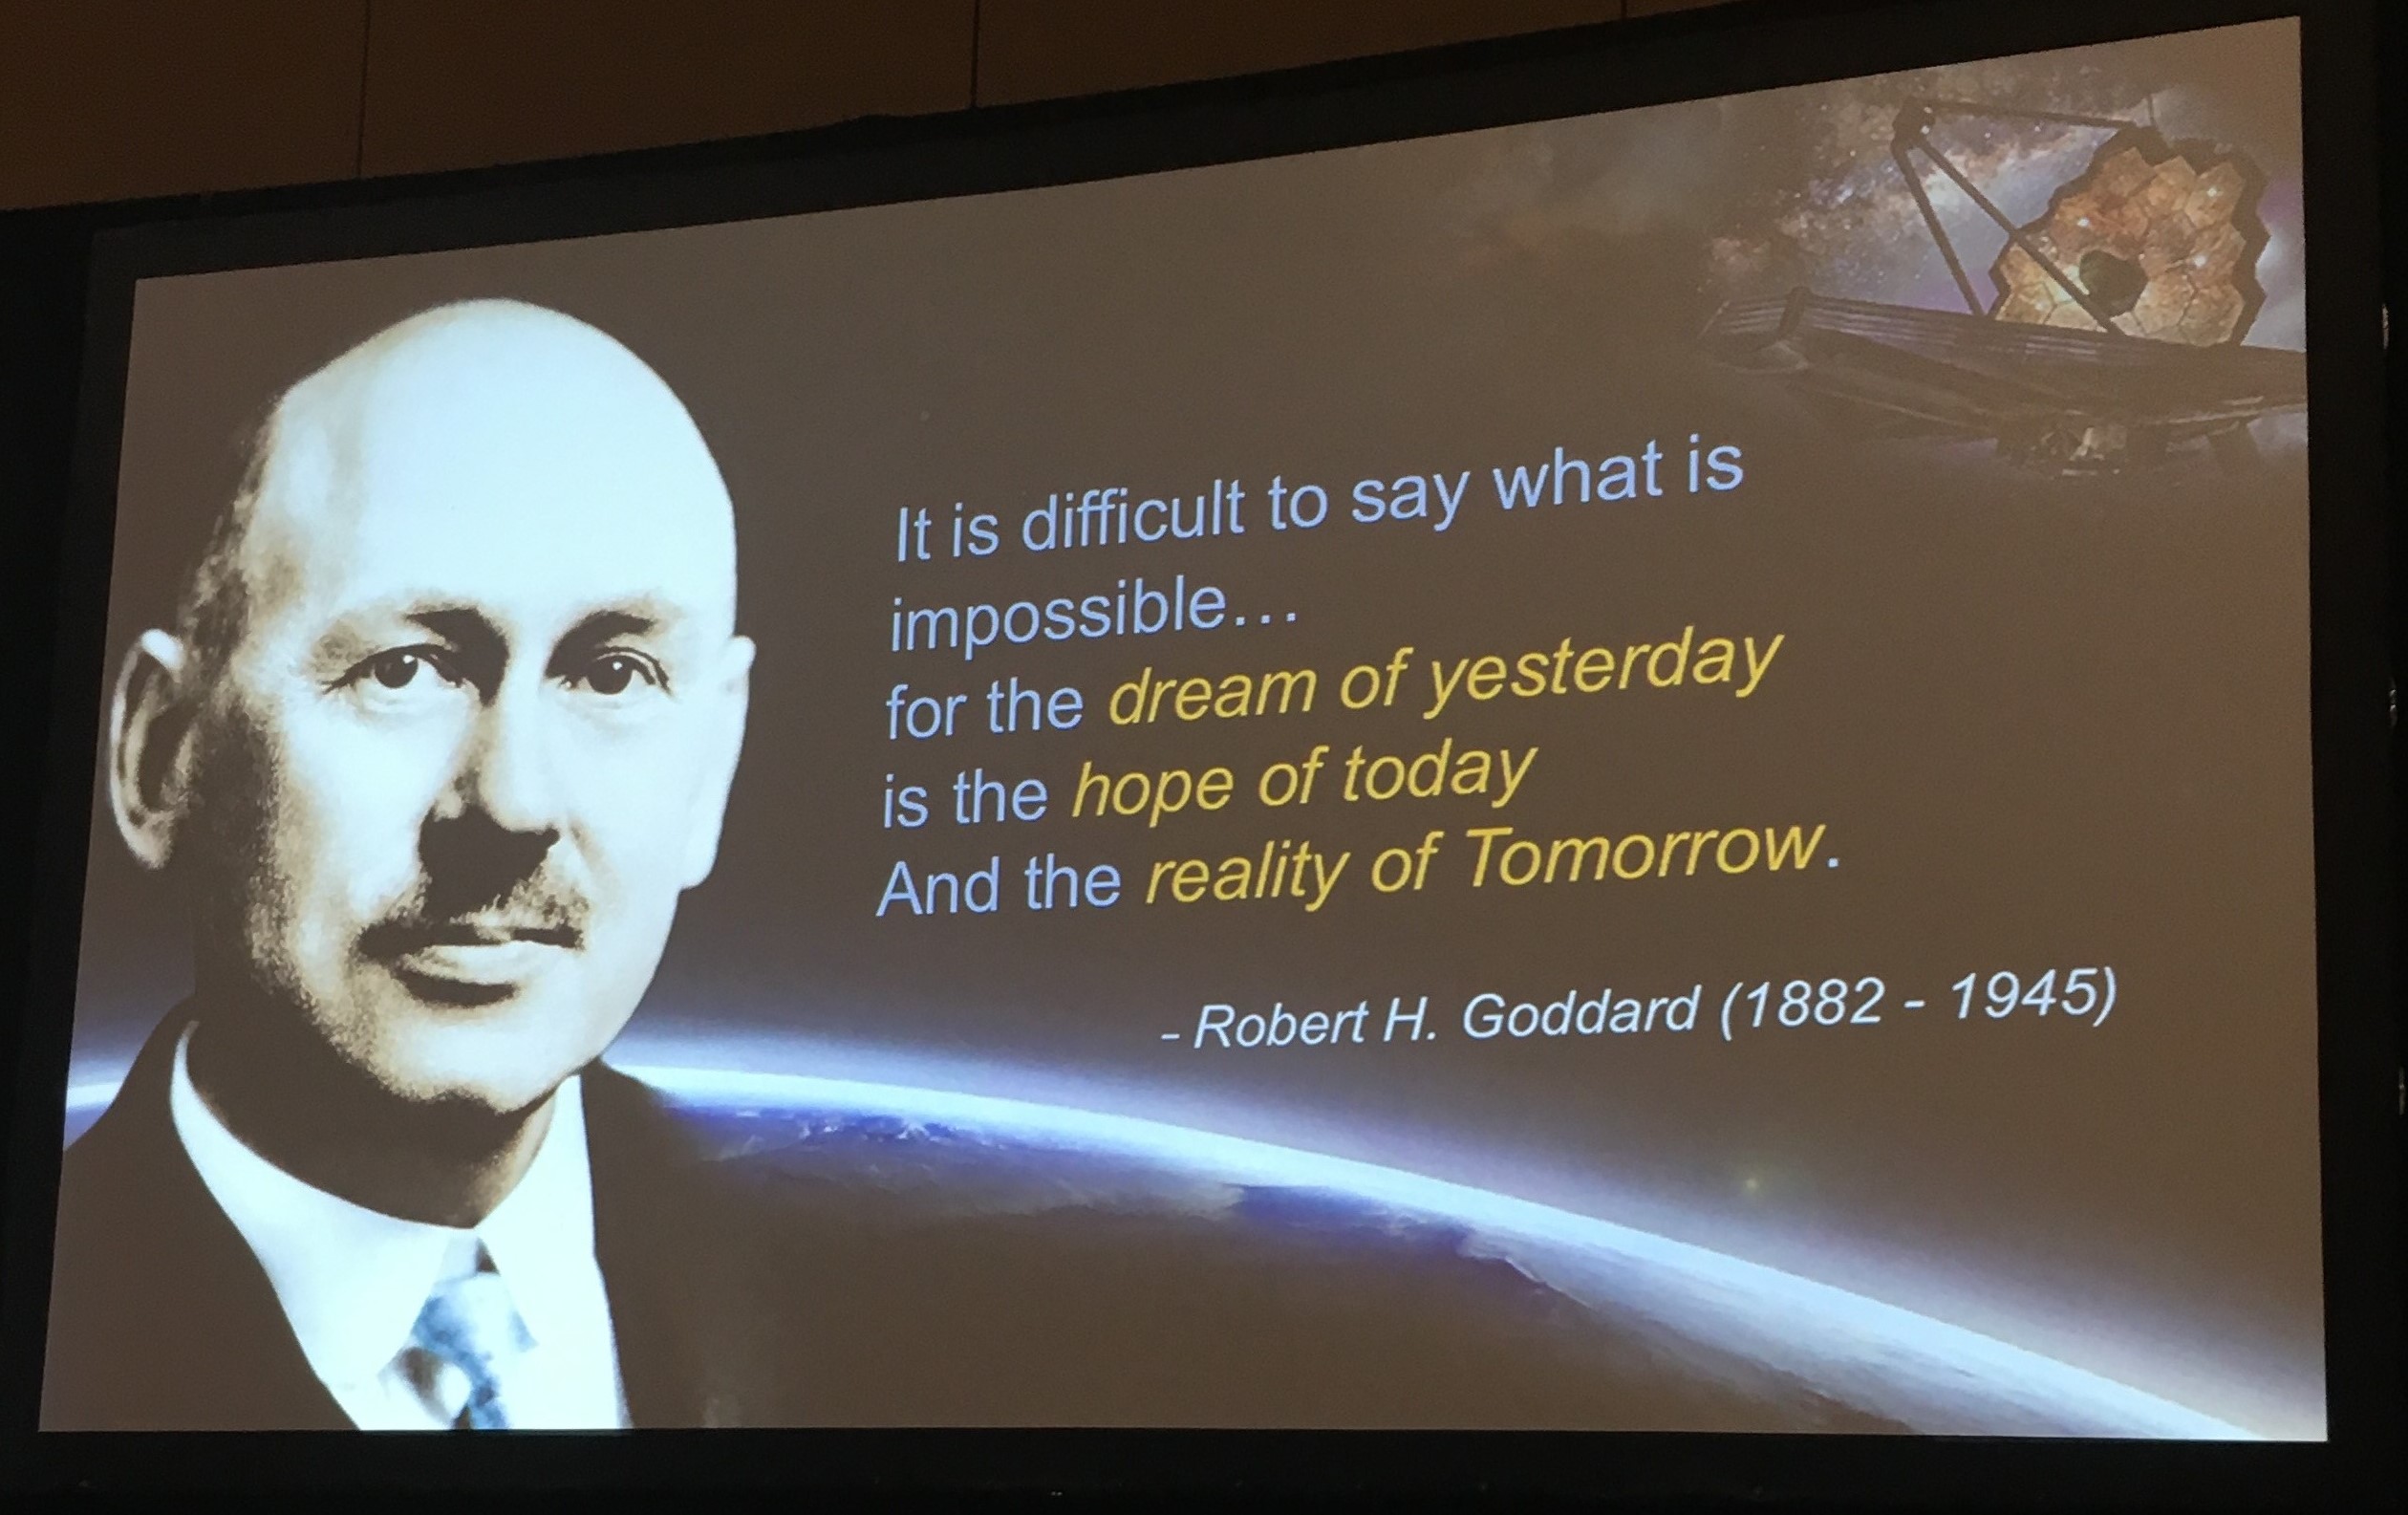 It is difficult to say what is
impossible...
for the dream of yesterday
is the hope of today
And the reality of Tomorrow.
- Robert H. Goddard (1882 - 1945)